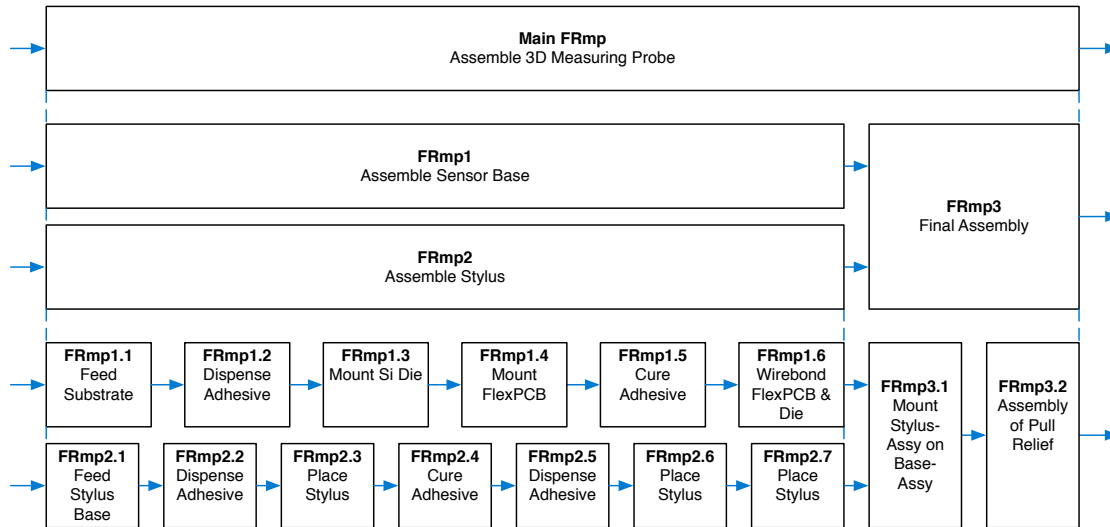 Main FRmp
Assemble 3D Measuring Probe
FRmp1
Assemble Sensor Base
FRmp3
Final Assembly
FRmp2
Assemble Stylus
FRmp1.1
Feed
Substrate
FRmp1.2
Dispense
Adhesive
FRmp1.3
Mount Si Die
FRmp1.4
Mount
FlexPCB
FRmp1.5
Cure
Adhesive
FRmp1.6
Wirebond
FlexPCB &
Die
FRmp3.1
Mount
Stylus-
Assy on
Base-
Assy
FRmp3.2
Assembly
of Pull
Relief
FRmp2.1
Feed
Stylus
Base
FRmp2.2
Dispense
Adhesive
FRmp2.3
Place
Stylus
FRmp2.4
Cure
Adhesive
FRmp2.5
Dispense
Adhesive
FRmp2.6
Place
Stylus
FRmp2.7
Place
Stylus